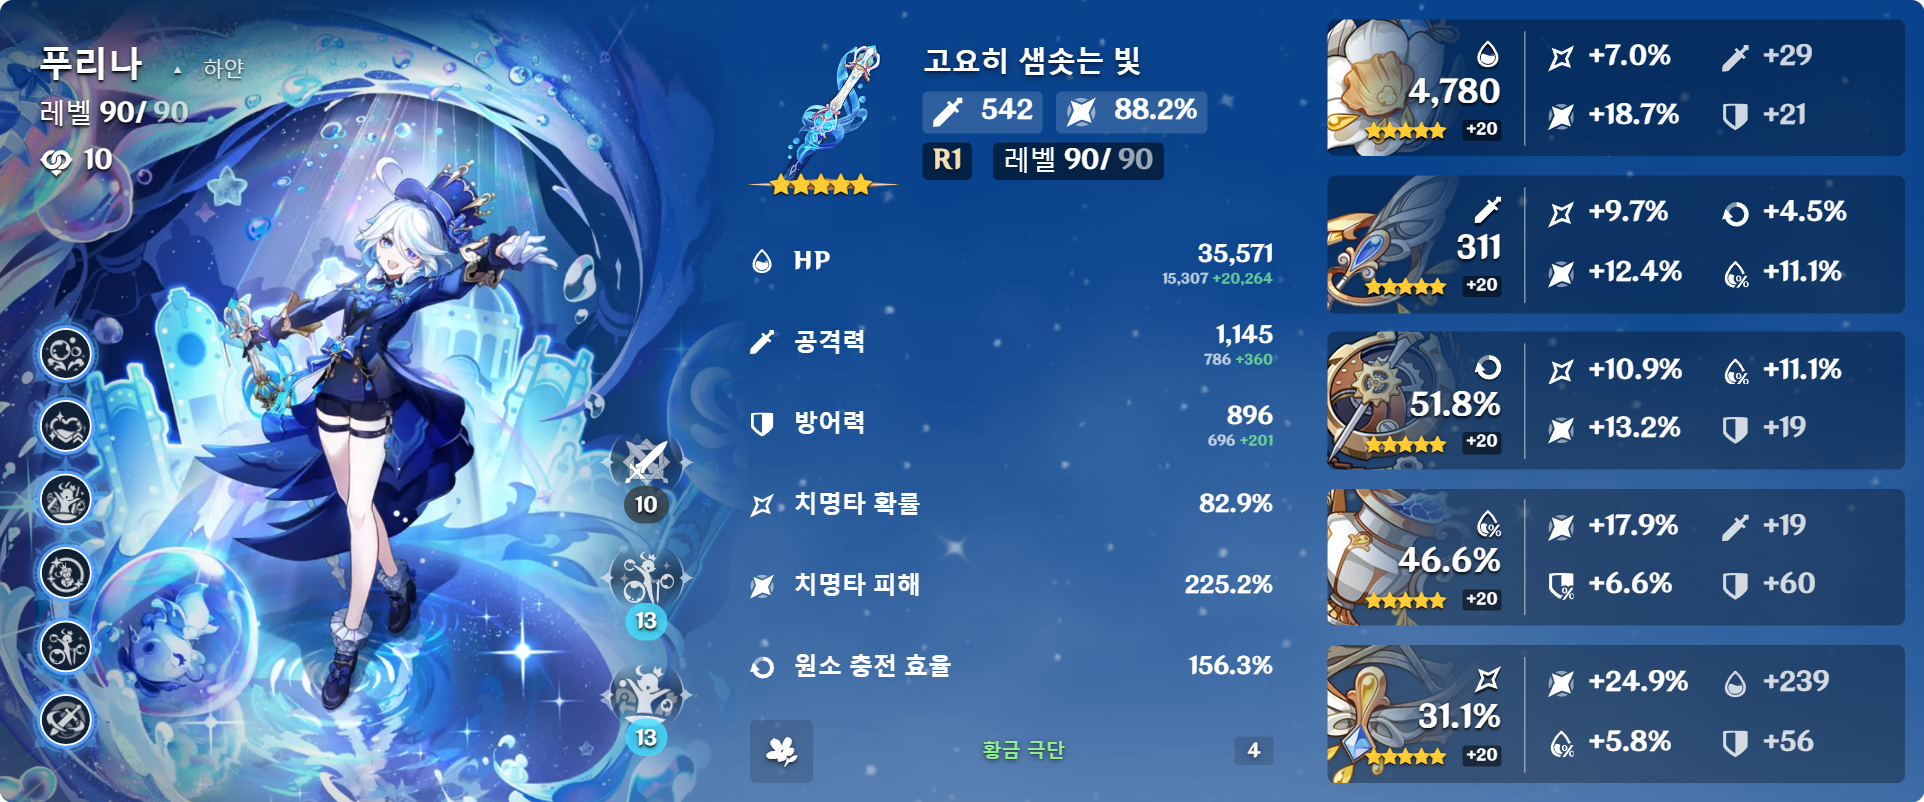 푸리나 ▲ 하얀
레벨 90/ 90
10
10
13
13
고요히 샘솟는 빛
542 88.2%
R1 레벨 90/ 90
HP 35,571
15,307 +20,264
공격력 1,145
786 +360
방어력 896
696 +201
치명타 확률 82.9%
치명타 피해 225.2%
원소 충전 효율 156.3%
황금 극단 4
4,780
+20
+7.0% +29
+18.7% +21
311
+20
+9.7% +4.5%
+12.4% +11.1%
51.8%
+20
+10.9% +11.1%
+13.2% +19
46.6%
+20
+17.9% +19
+6.6% +60
31.1%
+20
+24.9% +239
+5.8% +56